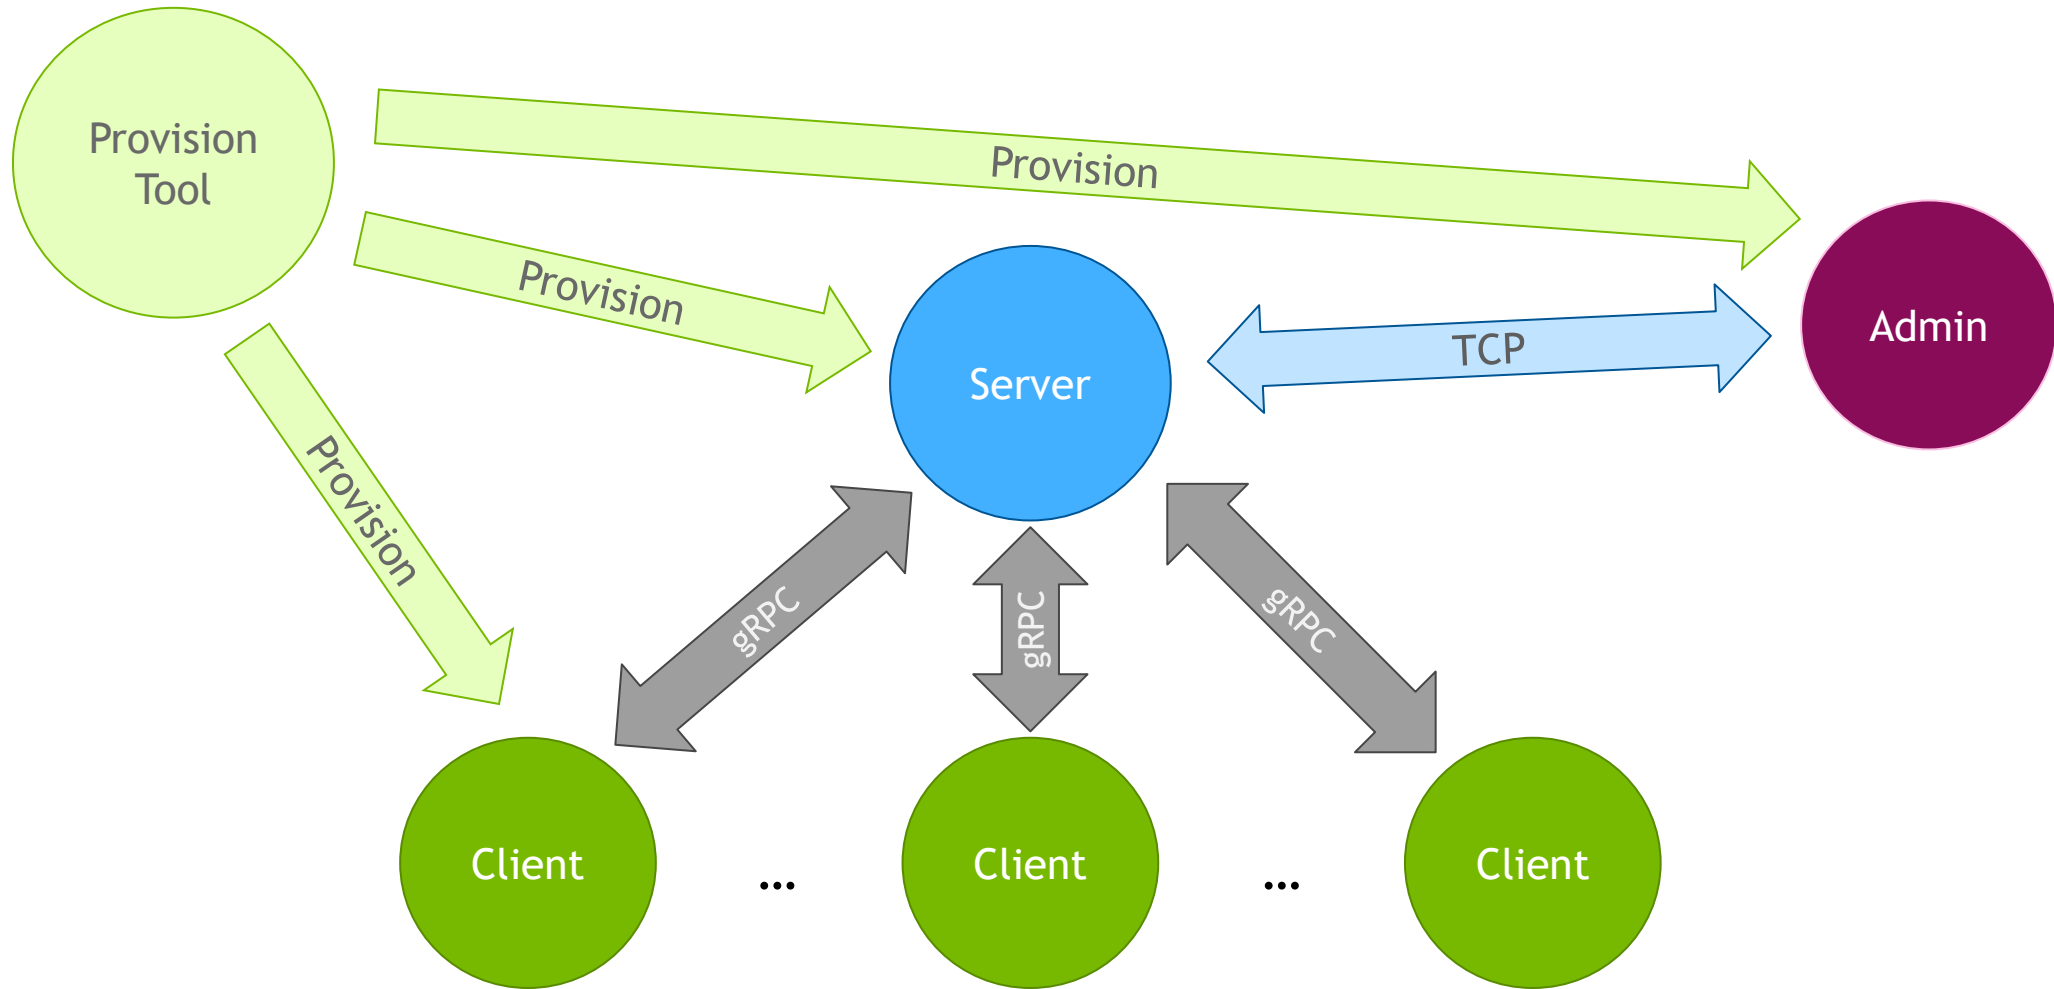 Provision
Tool
Provision
Provision
Provision
Server
TCP
Admin
gRPC
gRPC
gRPC
Client
...
Client
...
Client